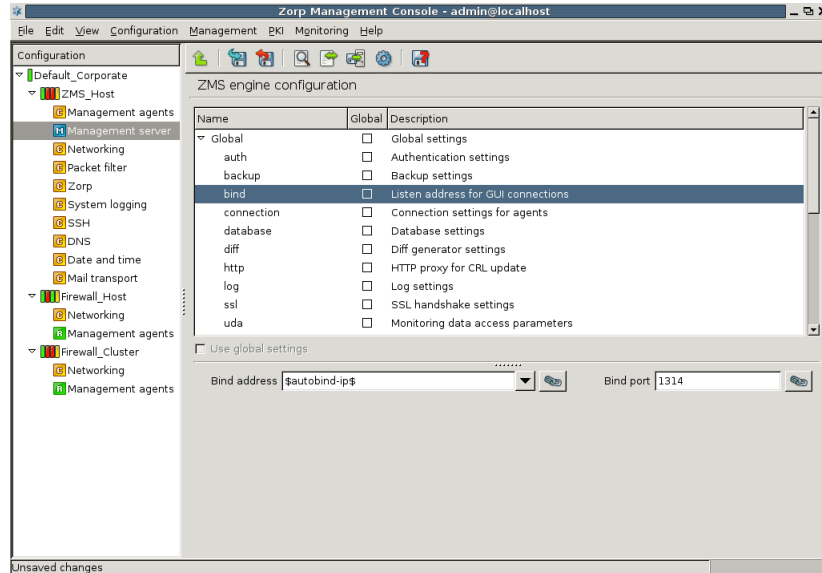 Zorp Management Console - admin@localhost
File Edit View Configuration Management PKI Monitoring Help
Configuration
Default_Corporate
ZMS_Host
Management agents
Management server
Networking
Packet filter
Zorp
System logging
SSH
DNS
Date and time
Mail transport
Firewall_Host
Networking
Management agents
Firewall_Cluster
Networking
Management agents
ZMS engine configuration
Name Global Description
Global Global settings
auth Authentication settings
backup Backup settings
bind Listen address for GUI connections
connection Connection settings for agents
database Database settings
diff Diff generator settings
http HTTP proxy for CRL update
log Log settings
ssl SSL handshake settings
uda Monitoring data access parameters
Use global settings
Bind address $autobind-ip$ Bind port 1314
Unsaved changes